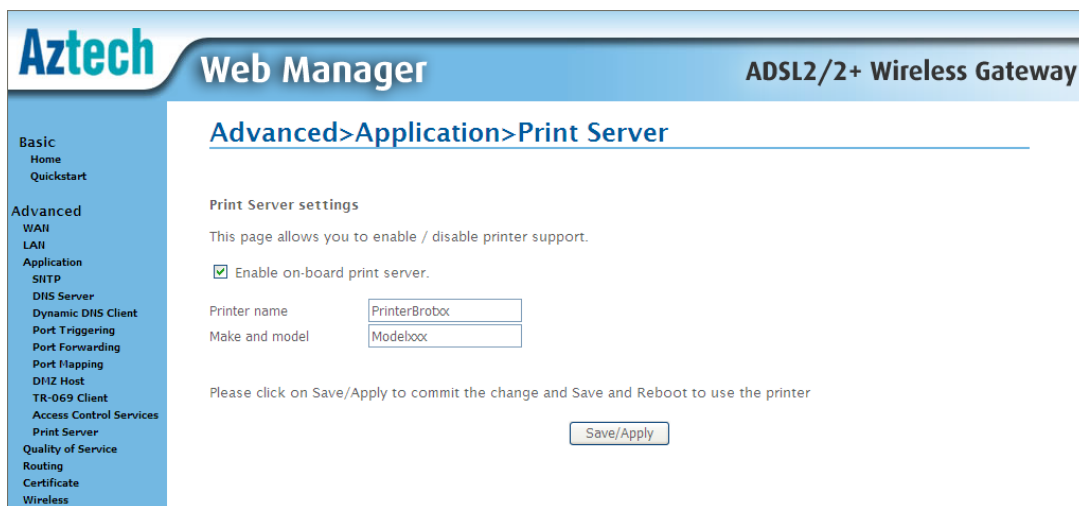 Aztech
Web Manager
ADSL2/2+ Wireless Gateway
Basic
Home
Quickstart
Advanced
WAN
LAN
Application
SNTP
DNS Server
Dynamic DNS Client
Port Triggering
Port Forwarding
Port Mapping
DMZ Host
TR-069 Client
Access Control Services
Print Server
Quality of Service
Routing
Certificate
Wireless
Advanced>Application>Print Server
Print Server settings
This page allows you to enable / disable printer support.
Enable on-board print server.
Printer name PrinterBrobxx
Make and model Modelxxx
Please click on Save/Apply to commit the change and Save and Reboot to use the printer
Save/Apply